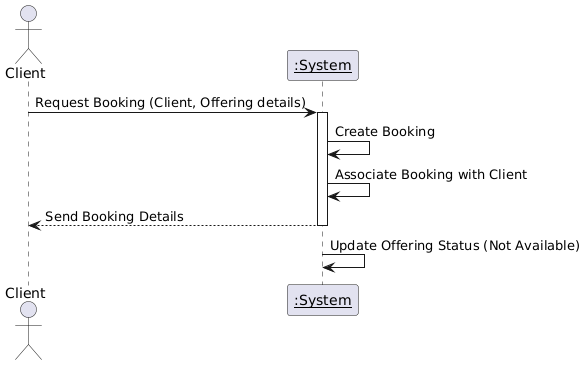 Client
:System
Request Booking (Client, Offering details)
Create Booking
Associate Booking with Client
Send Booking Details
Update Offering Status (Not Available)
Client
:System